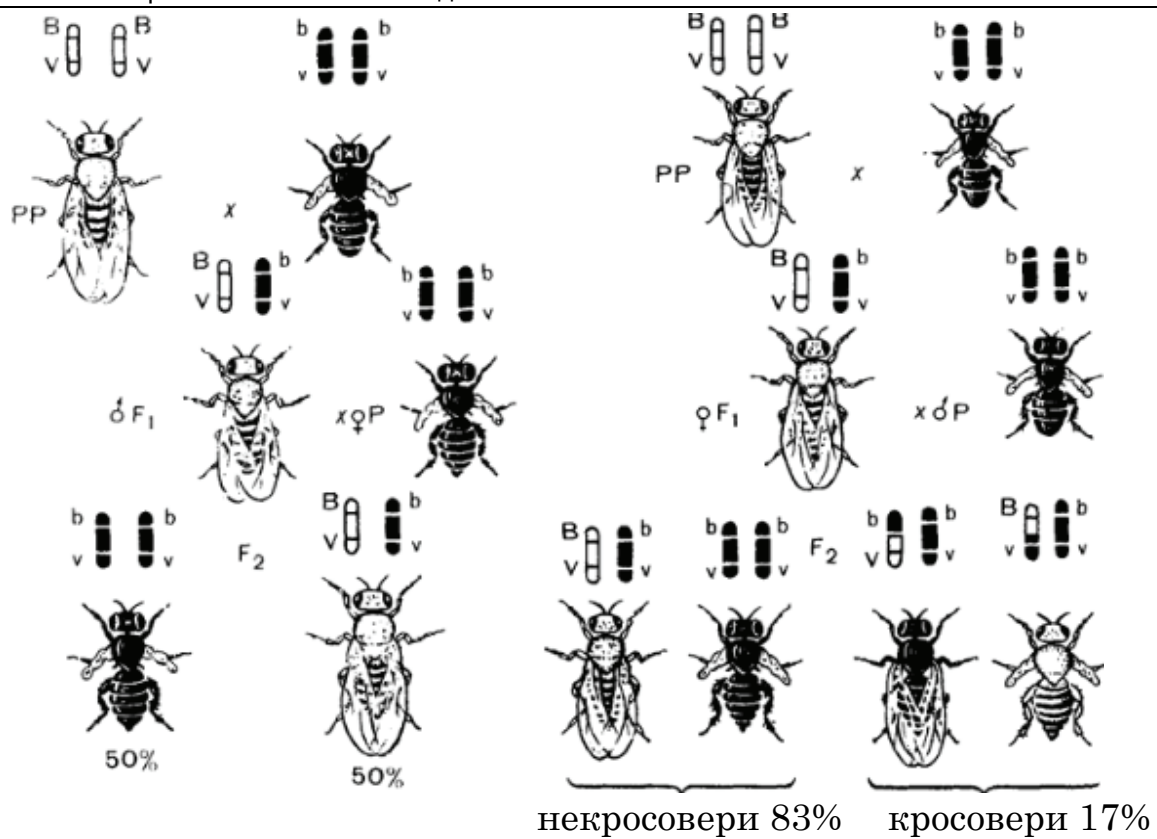 B B b b
V V v v
PP x
B b b b
V v v v
♂ F₁ x ♀ P
b b B b
v v V v
F₂
50% 50%
B B b b
V V v v
PP x
B b b b
V v v v
♀ F₁ x ♂ P
B b b b F₂ b b B b
V v v v V v v v
некросовери 83% кросовери 17%